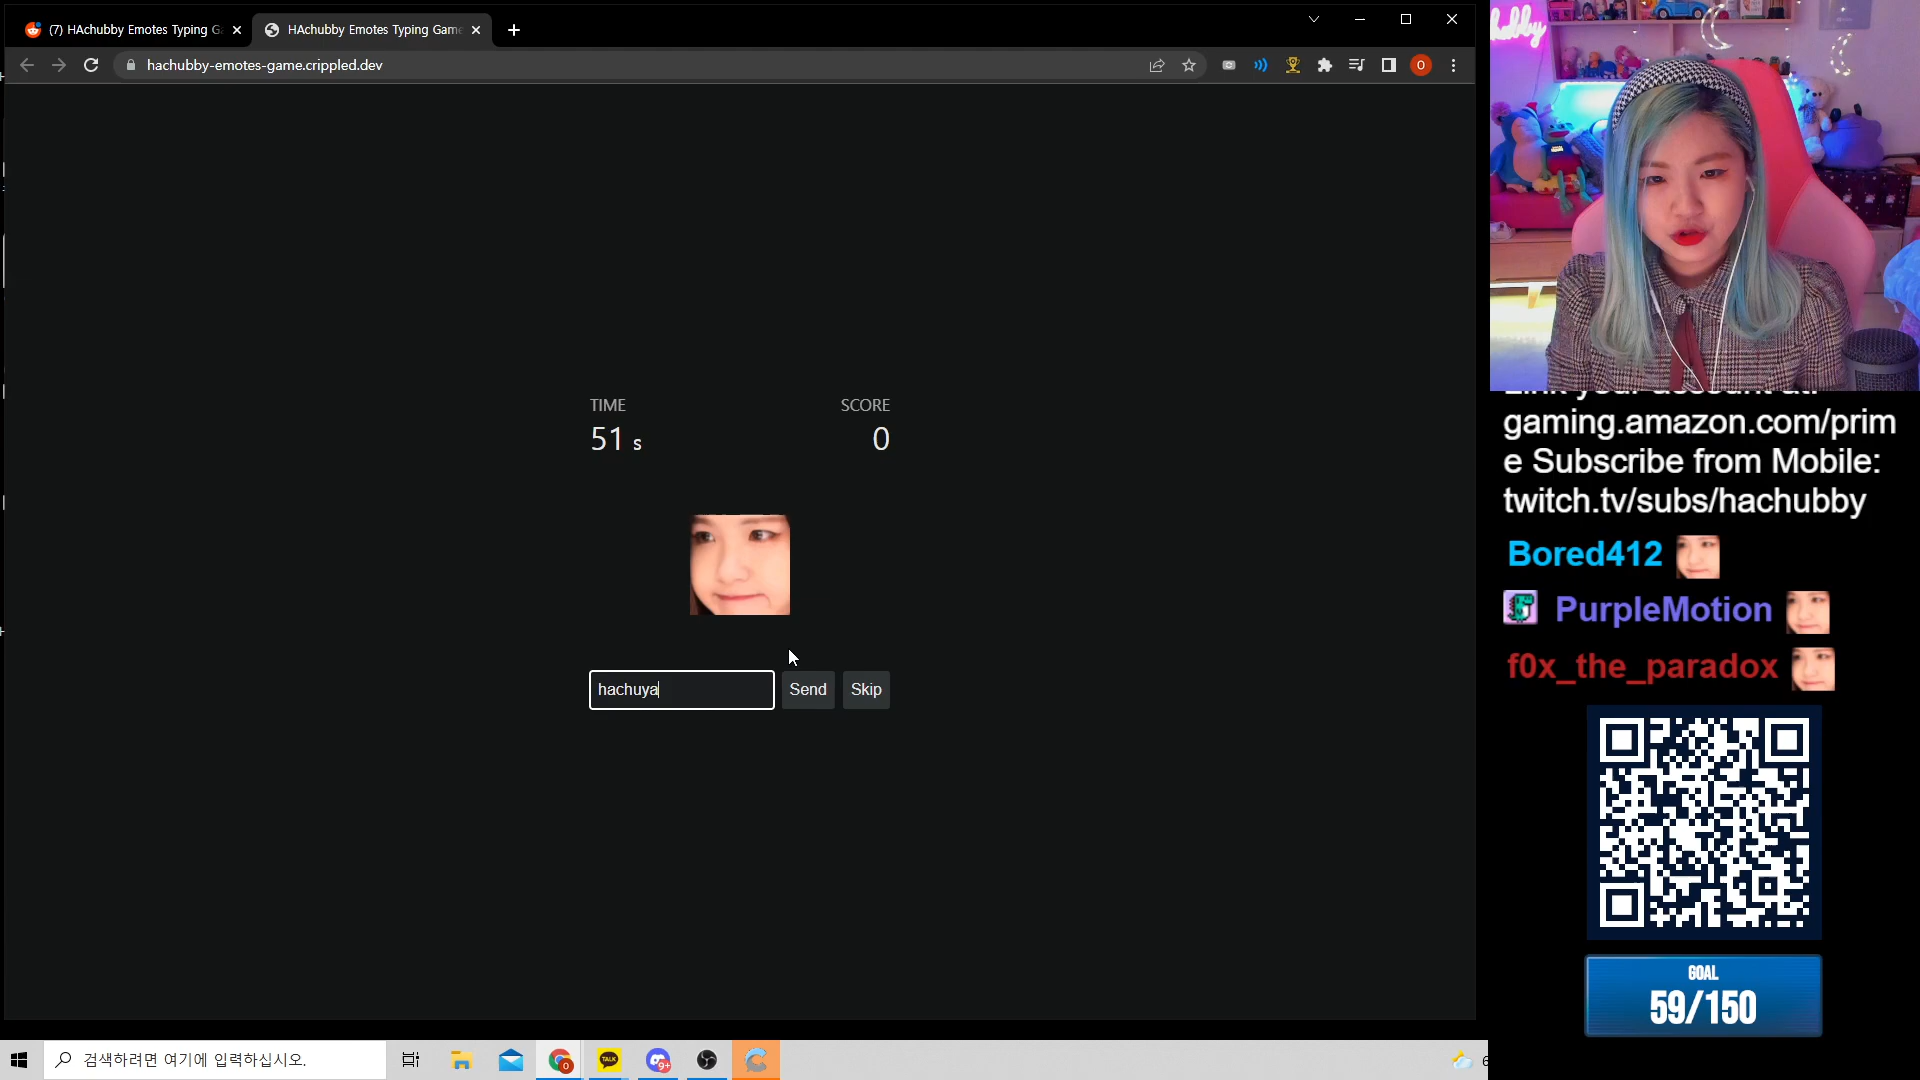 (7) HAchubby Emotes Typing G
HAchubby Emotes Typing Game
hachubby-emotes-game.crippled.dev
O
TIME
SCORE
51 s
0
hachuya
Send
Skip
검색하려면 여기에 입력하십시오.
TALK
9+
gaming.amazon.com/prim
e Subscribe from Mobile:
twitch.tv/subs/hachubby
Bored412
PurpleMotion
f0x_the_paradox
GOAL
59/150